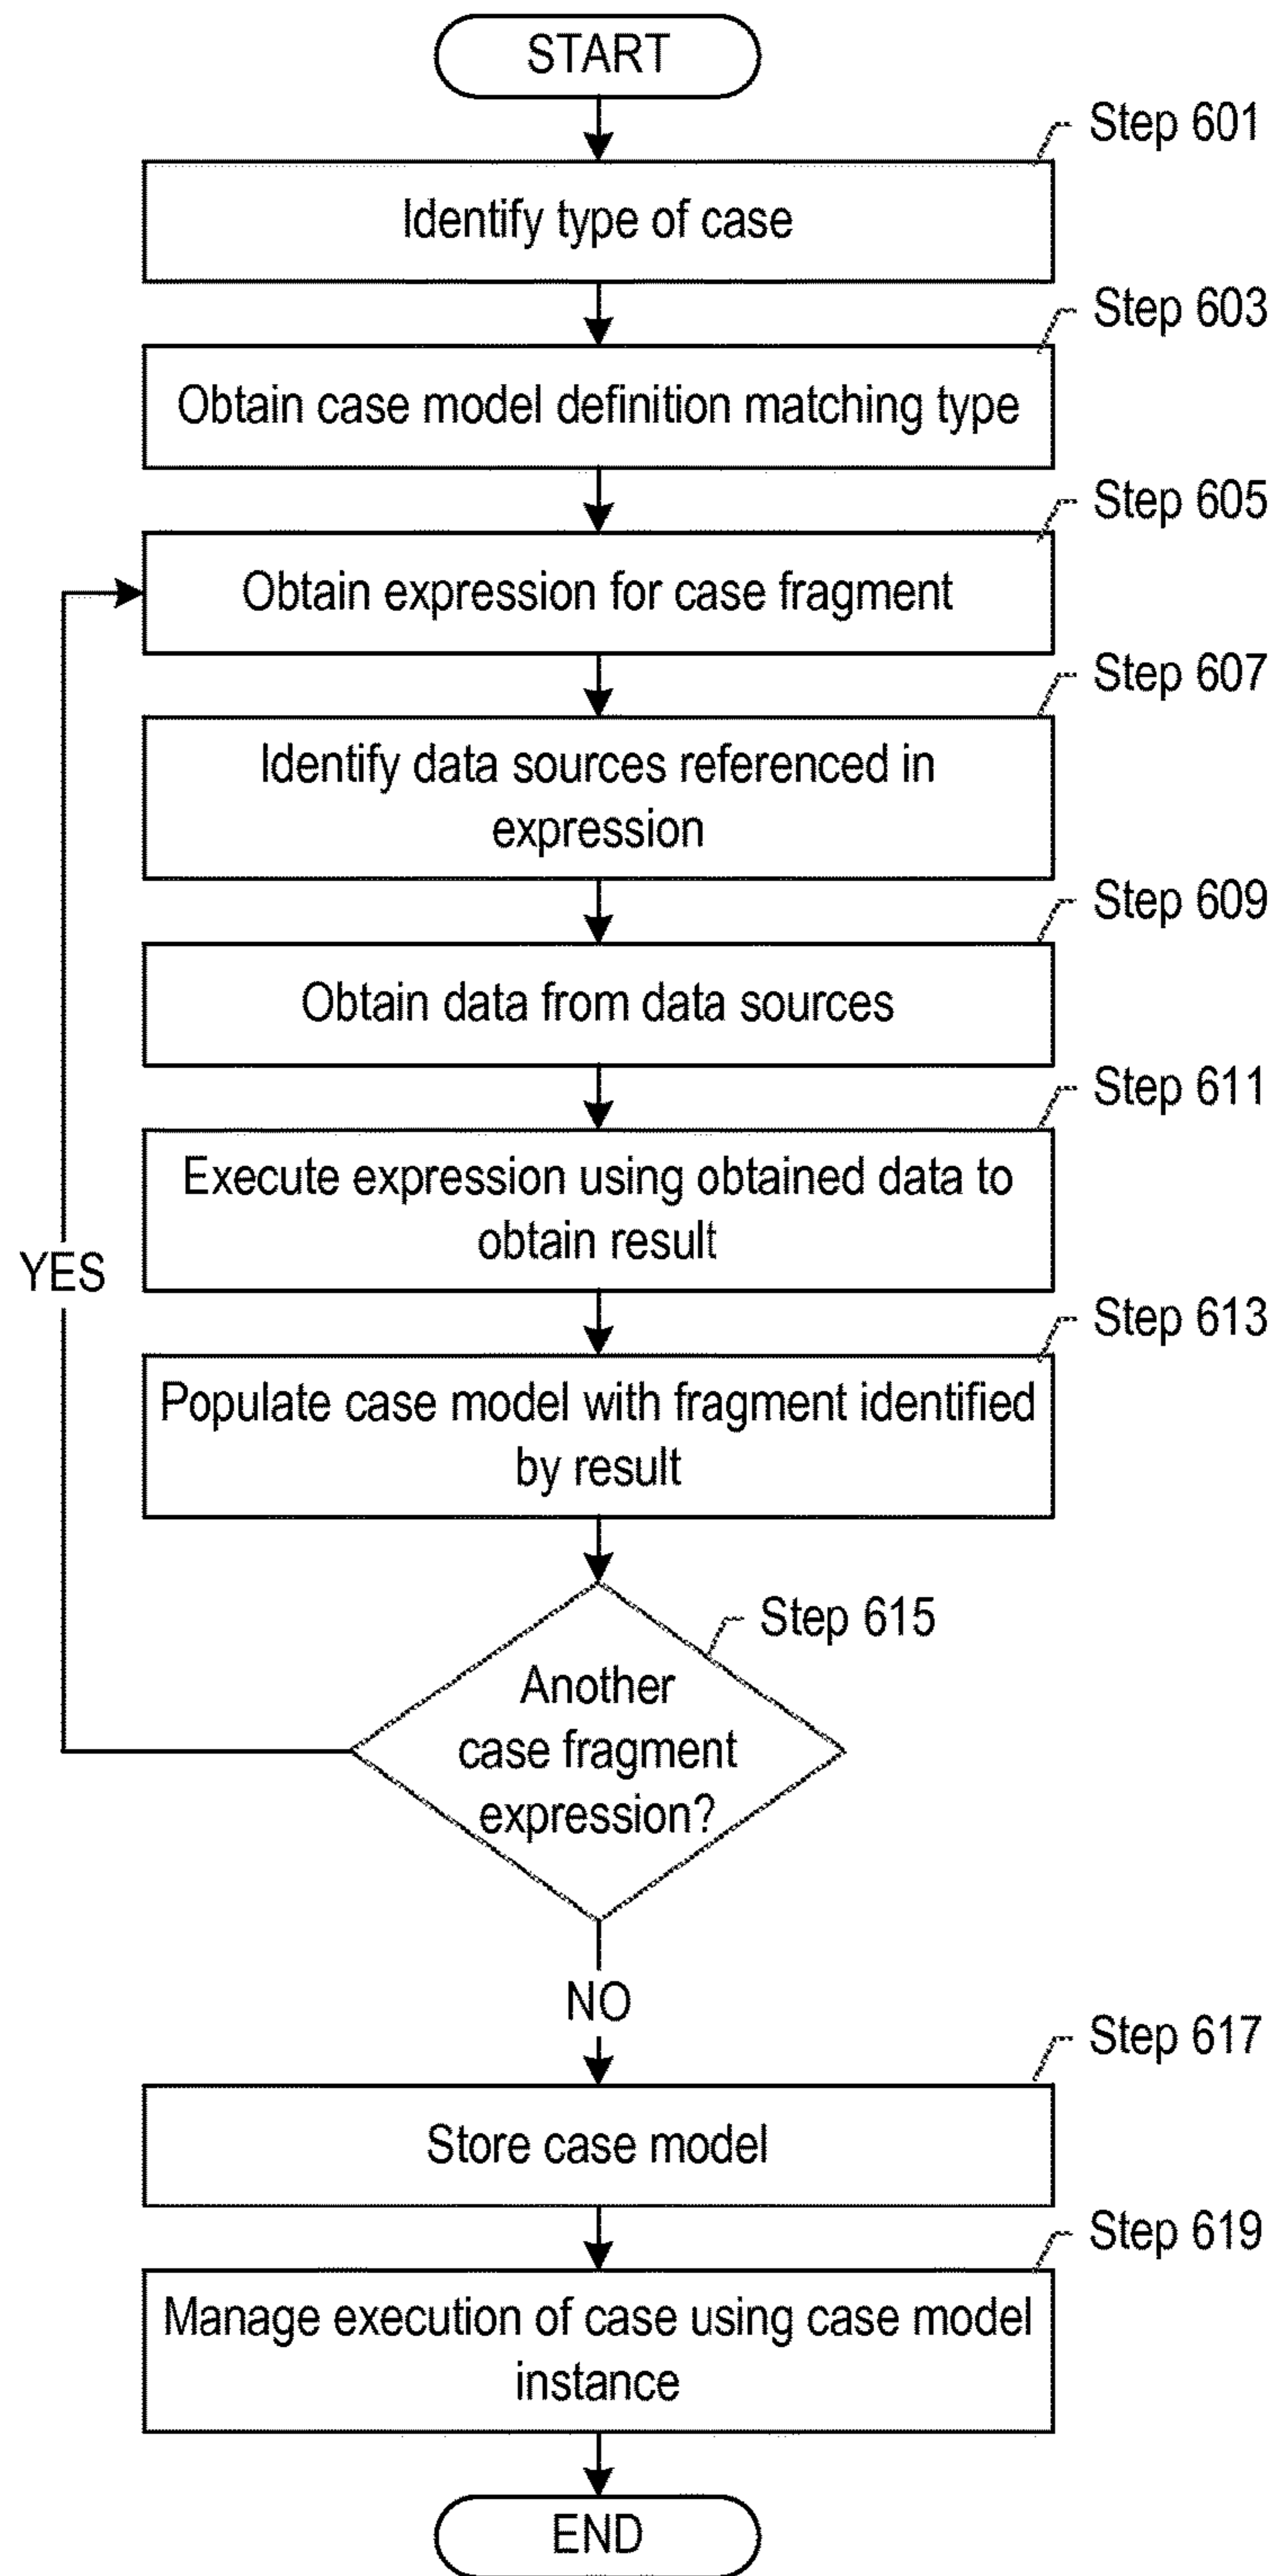 START
Step 601
Identify type of case
Step 603
Obtain case model definition matching type
Step 605
Obtain expression for case fragment
Step 607
Identify data sources referenced in
expression
Step 609
Obtain data from data sources
Step 611
Execute expression using obtained data to
obtain result
YES
Step 613
Populate case model with fragment identified
by result
Step 615
Another
case fragment
expression?
NO
Step 617
Store case model
Step 619
Manage execution of case using case model
instance
END